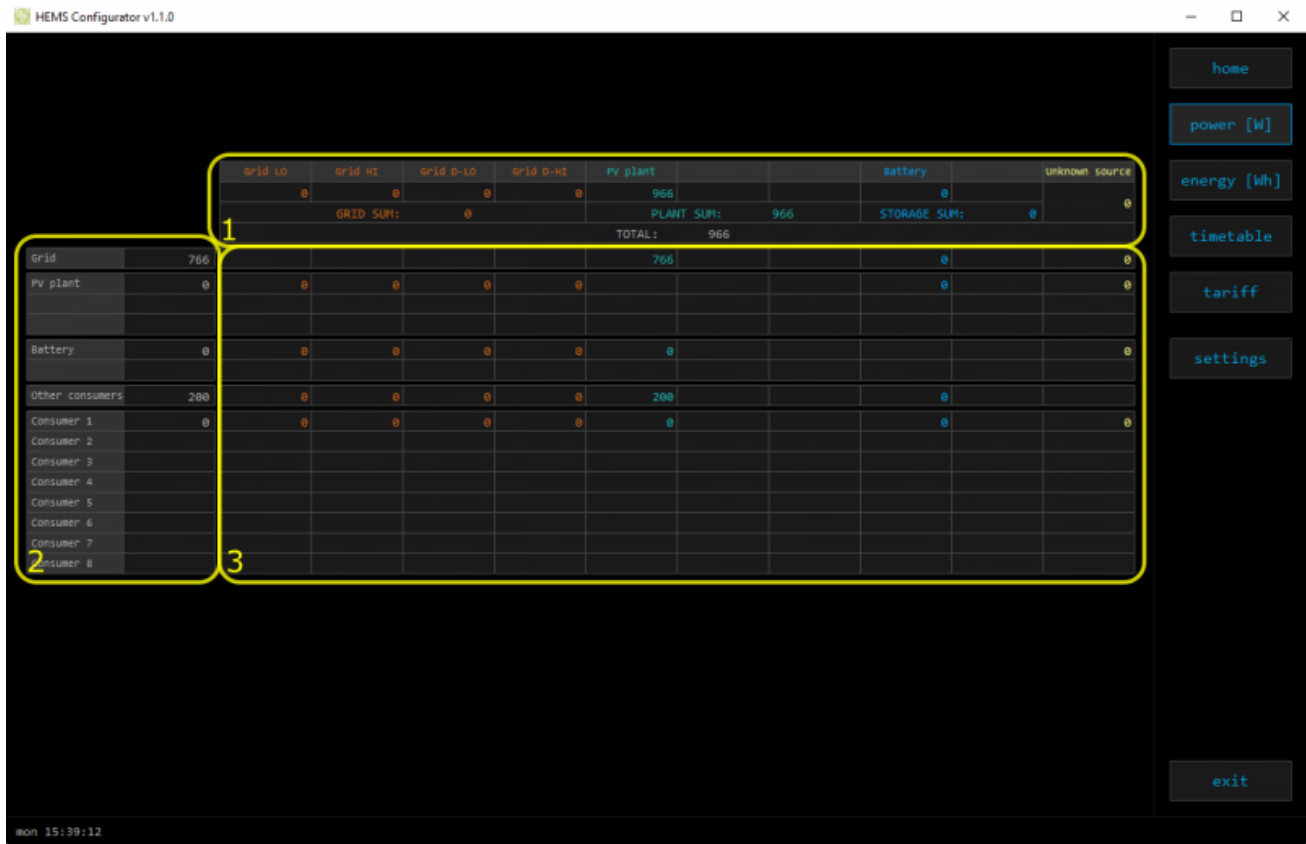 HEMS Configurator v1.1.0
home
power [W]
energy [Wh]
timetable
tariff
settings
exit
Grid LO Grid HI Grid D-LO Grid D-HI PV plant Battery Unknown source
0 0 0 0 966 0 0
GRID SUM: 0 PLANT SUM: 966 STORAGE SUM: 0
1 TOTAL: 966
Grid 766 766 0 0
PV plant 0 0 0 0 0 0 0
Battery 0 0 0 0 0 0 0
Other consumers 200 0 0 0 0 200 0
Consumer 1 0 0 0 0 0 0 0 0
Consumer 2
Consumer 3
Consumer 4
Consumer 5
Consumer 6
Consumer 7
Consumer 8
2 3
mon 15:39:12